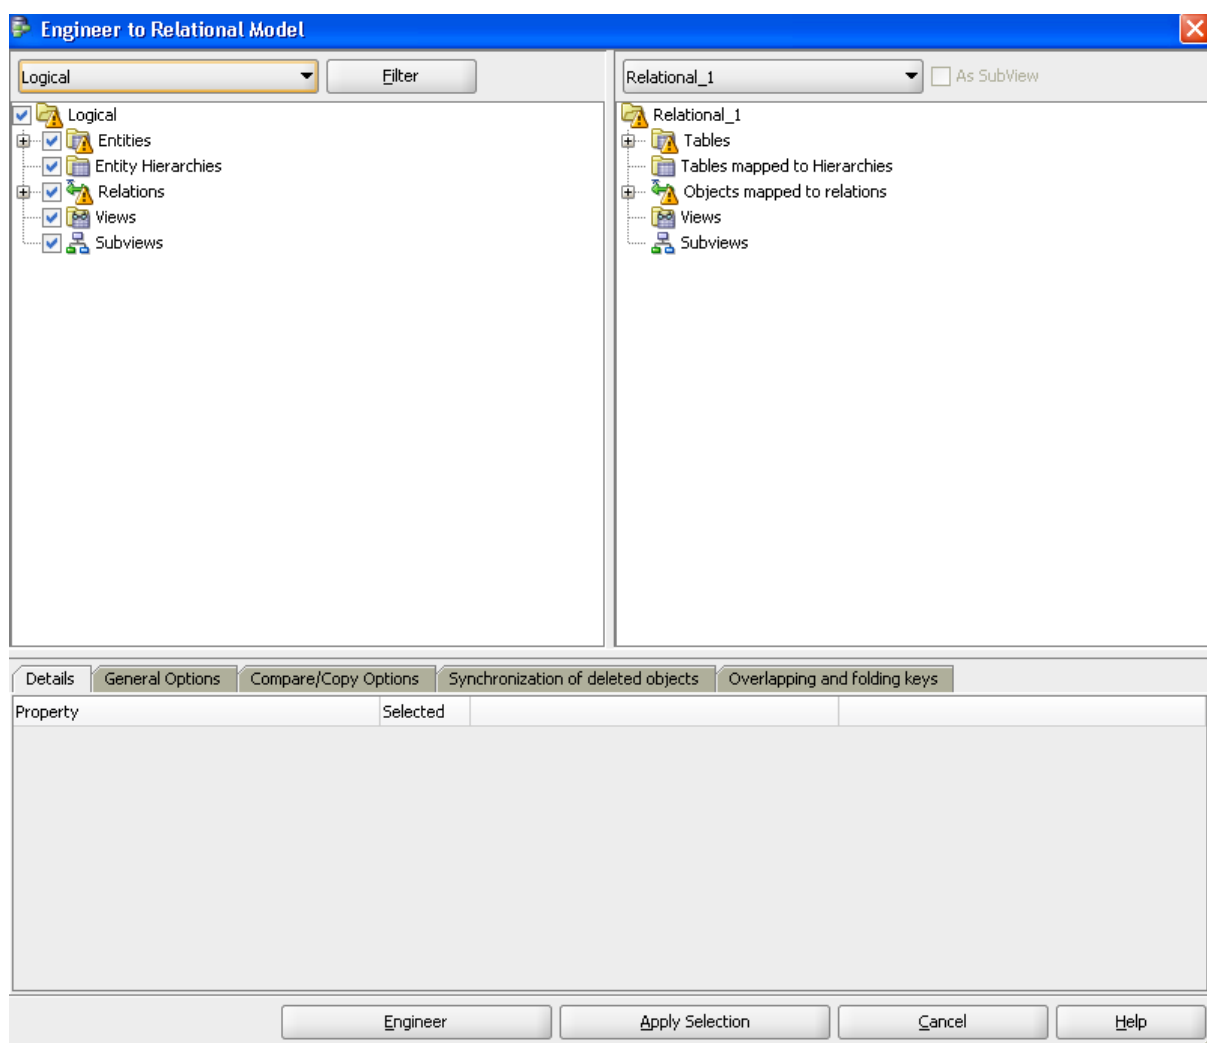 Engineer to Relational Model
Logical
Filter
Relational_1
As SubView
Logical
Entities
Entity Hierarchies
Relations
Views
Subviews
Relational_1
Tables
Tables mapped to Hierarchies
Objects mapped to relations
Views
Subviews
Details General Options Compare/Copy Options Synchronization of deleted objects Overlapping and folding keys
Property Selected
Engineer Apply Selection Cancel Help